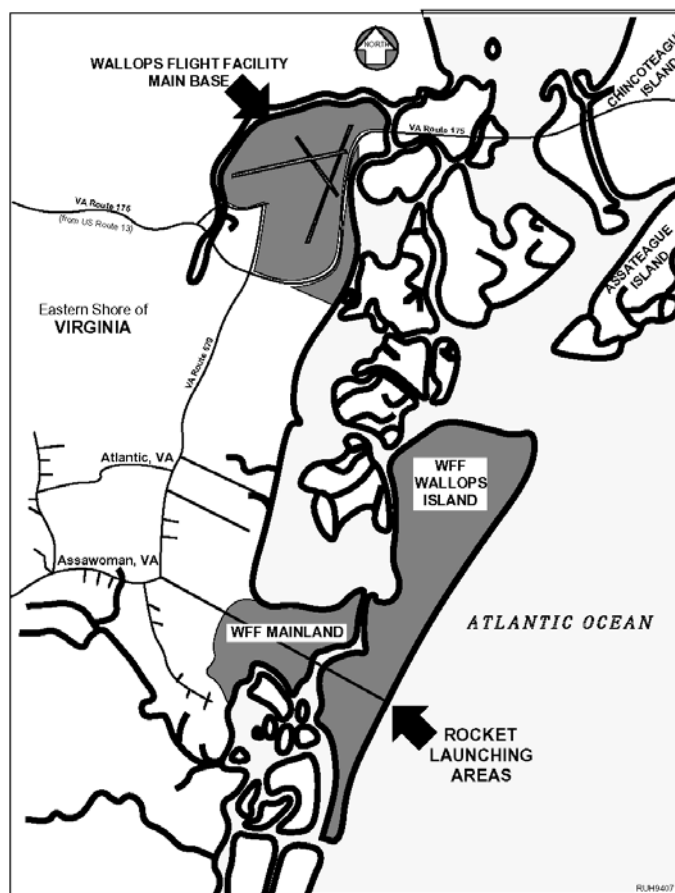 NORTH
WALLOPS FLIGHT FACILITY
MAIN BASE
CHINCOTEAGUE
ISLAND
VA Route 175
VA Route 175
(from US Route 13)
ASSATEAGUE
ISLAND
Eastern Shore of
VIRGINIA
VA Route 679
Atlantic, VA
WFF
WALLOPS
ISLAND
Assawoman, VA
ATLANTIC OCEAN
WFF MAINLAND
ROCKET
LAUNCHING
AREAS
RUH9407